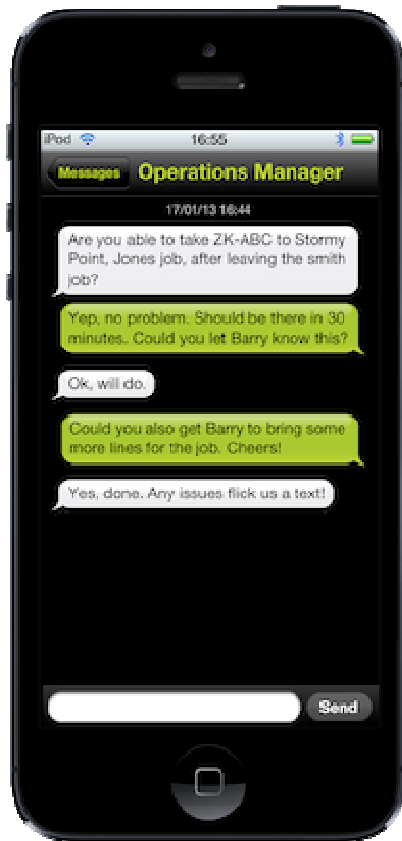 iPod 16:55
Messages Operations Manager
17/01/13 16:44
Are you able to take ZK-ABC to Stormy
Point, Jones job, after leaving the smith
job?
Yep, no problem. Should be there in 30
minutes. Could you let Barry know this?
Ok, will do.
Could you also get Barry to bring some
more lines for the job. Cheers!
Yes, done. Any issues flick us a text!
Send